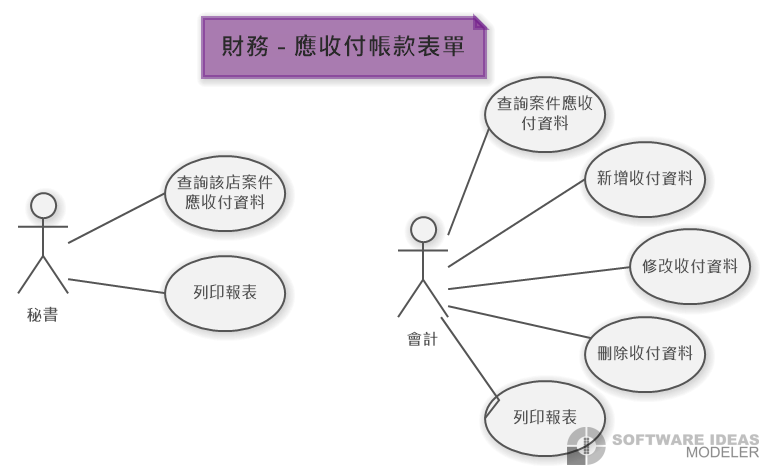 財務 - 應收付帳款表單
查詢該店案件
應收付資料
列印報表
秘書
查詢案件應收
付資料
新增收付資料
修改收付資料
刪除收付資料
列印報表
會計
SOFTWARE IDEAS
MODELER